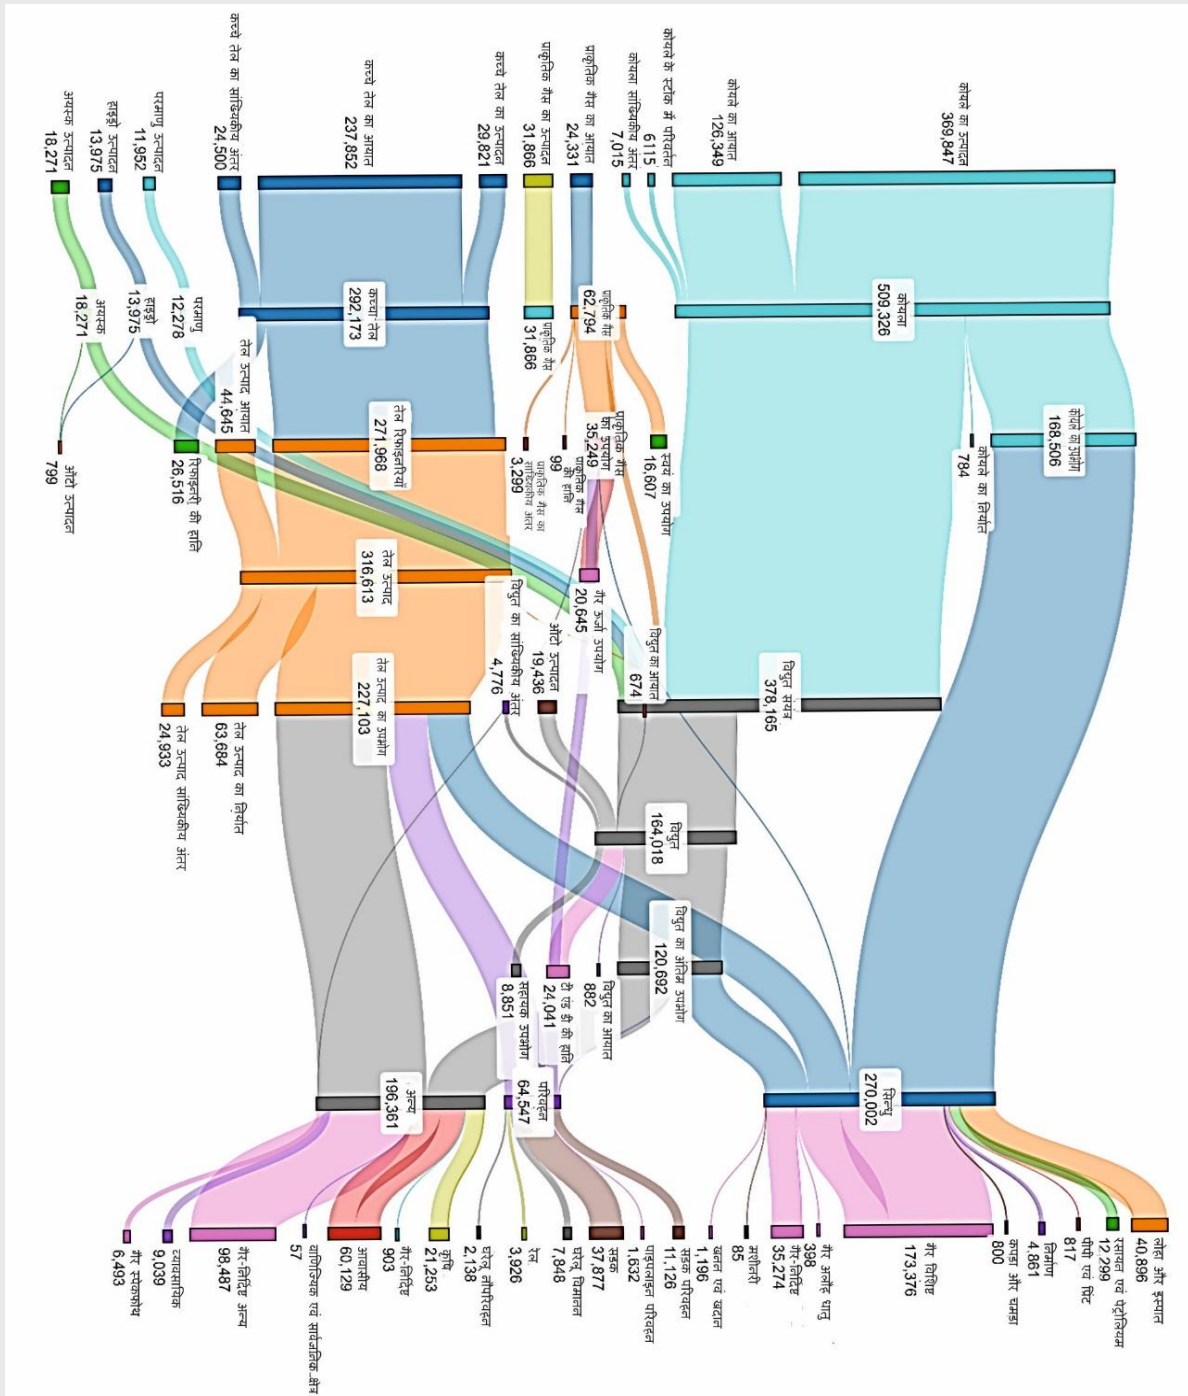 कोयले का उत्पादन
369,847
कोयले का आयात
126,349
कोयले के स्टॉक में परिवर्तन
6115
कोयला सांख्यिकीय अंतर
7,015
प्राकृतिक गैस का आयात
24,331
प्राकृतिक गैस का उत्पादन
31,866
कच्चे तेल का उत्पादन
29,821
कच्चे तेल का आयात
237,852
कच्चे तेल का सांख्यिकीय अंतर
24,500
परमाणु उत्पादन
11,952
हाइड्रो उत्पादन
13,975
अयस्क उत्पादन
18,271
कोयला
509,326
प्राकृतिक गैस
62,794
प्राकृतिक गैस
31,866
कच्चा तेल
292,173
परमाणु
12,278
हाइड्रो
13,975
अयस्क
18,271
कोयले का उपभोग
168,506
कोयले का निर्यात
784
स्वयं का उपयोग
16,607
प्राकृतिक गैस
का उपयोग
35,249
प्राकृतिक गैस
की हानि
99
प्राकृतिक गैस का
सांख्यिकीय अंतर
3,299
तेल रिफाइनरियाँ
271,968
तेल उत्पाद आयात
44,645
रिफाइनरी की हानि
26,516
ऑटो उत्पादन
799
गैर ऊर्जा उपयोग
20,645
तेल उत्पाद
316,613
विद्युत संयंत्र
378,165
विद्युत का आयात
674
ऑटो उत्पादन
19,436
विद्युत का सांख्यिकीय अंतर
4,776
तेल उत्पाद का उपभोग
227,103
तेल उत्पाद का निर्यात
63,684
तेल उत्पाद सांख्यिकीय अंतर
24,933
विद्युत
164,018
विद्युत का अंतिम उपभोग
120,692
विद्युत का आयात
882
टी एंड डी की हानि
24,041
सहायक उपभोग
8,851
सिन्धु
270,002
परिवहन
64,547
अन्य
196,361
लोहा और इस्पात
40,896
रसायन एवं पेट्रोलियम
12,299
पीपी एवं प्रिंट
817
निर्माण
4,861
कपड़ा और चमड़ा
800
गैर विशिष्ट
173,376
गैर अलौह धातु
398
गैर-निर्दिष्ट
35,274
मशीनरी
85
खनन एवं खदान
1,196
सड़क परिवहन
11,126
पाइपलाइन परिवहन
1,632
सड़क
37,877
घरेलू विमानन
7,848
रेल
3,926
घरेलू नौपरिवहन
2,138
कृषि
21,253
गैर-निर्दिष्ट
903
आवासीय
60,129
वाणिज्यिक एवं सार्वजनिक क्षेत्र
57
गैर-निर्दिष्ट अन्य
98,487
व्यावसायिक
9,039
गैर स्पेकफोय
6,493